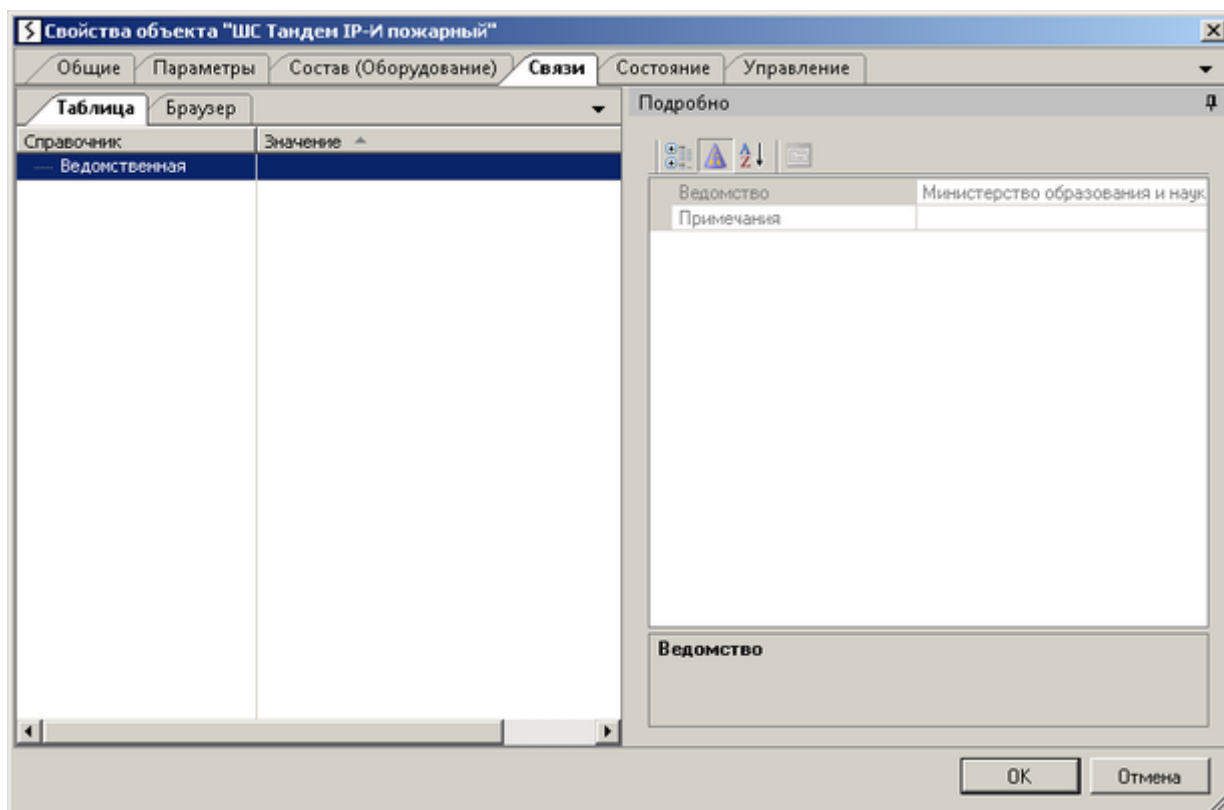 Свойства объекта "ШС Тандем IP-И пожарный"
Общие Параметры Состав (Оборудование) Связи Состояние Управление
Таблица Браузер
Справочник Значение
Ведомственная
Подробно
Ведомство Министерство образования и наук
Примечания
Ведомство
OK Отмена